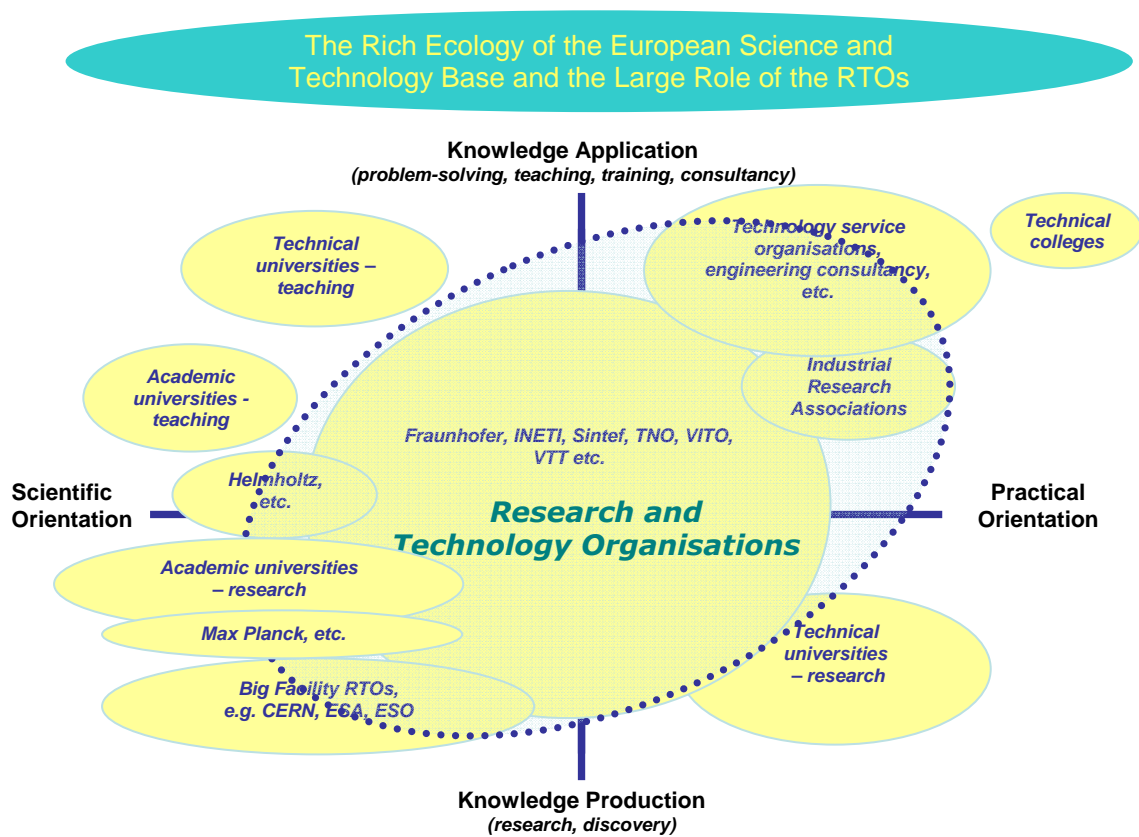 The Rich Ecology of the European Science and
Technology Base and the Large Role of the RTOs
Knowledge Application
(problem-solving, teaching, training, consultancy)
Technical
universities –
teaching
Technology service
organisations,
engineering consultancy,
etc.
Technical
colleges
Academic
universities -
teaching
Industrial
Research
Associations
Fraunhofer, INETI, Sintef, TNO, VITO,
VTT etc.
Helmholtz,
etc.
Scientific
Orientation
Research and
Technology Organisations
Practical
Orientation
Academic universities
– research
Max Planck, etc.
Technical
universities
– research
Big Facility RTOs,
e.g. CERN, ESA, ESO
Knowledge Production
(research, discovery)